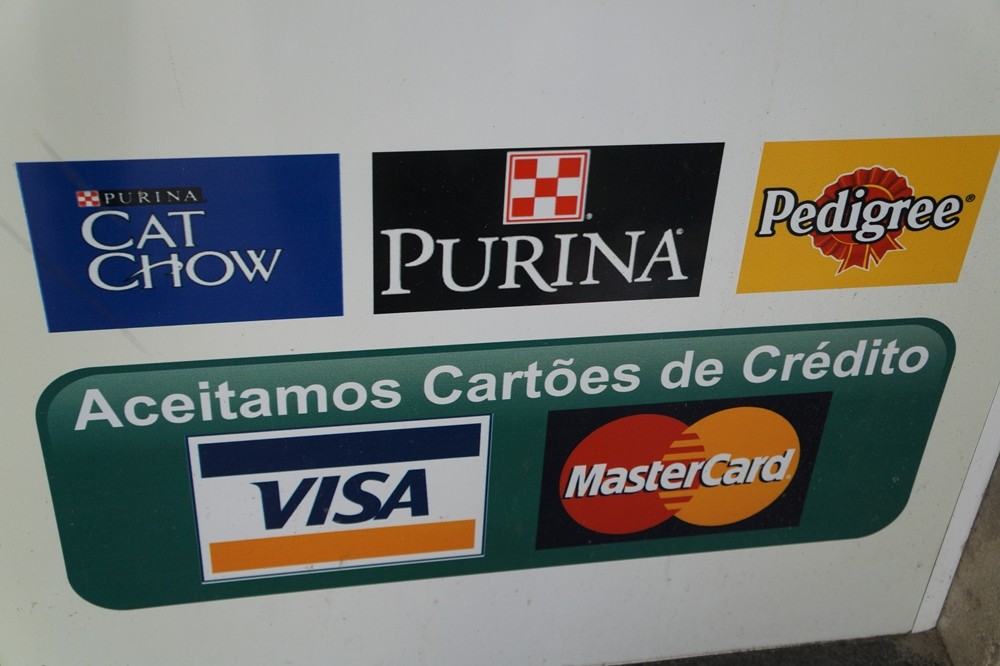 PURINA
CAT
CHOW
PURINA®
Pedigree®
Aceitamos Cartões de Crédito
VISA
MasterCard